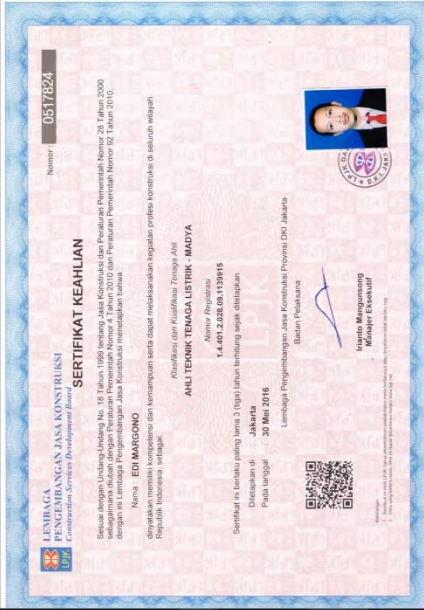 LPJK
LEMBAGA
PENGEMBANGAN JASA KONSTRUKSI
Construction Services Development Board
Nomor : 0517824
SERTIFIKAT KEAHLIAN
Sesuai dengan Undang-Undang No. 18 Tahun 1999 tentang Jasa Konstruksi dan Peraturan Pemerintah Nomor 28 Tahun 2000
sebagaimana diubah dengan Peraturan Pemerintah Nomor 4 Tahun 2010 dan Peraturan Pemerintah Nomor 92 Tahun 2010,
dengan ini Lembaga Pengembangan Jasa Konstruksi menetapkan bahwa
Nama : EDI MARGONO
dinyatakan memiliki kompetensi dan kemampuan serta dapat melaksanakan kegiatan profesi konstruksi di seluruh wilayah
Republik Indonesia, sebagai:
Klasifikasi dan Kualifikasi Tenaga Ahli
AHLI TEKNIK TENAGA LISTRIK - MADYA
Nomor Registrasi
1.4.401.2.028.09.1139915
Sertifikat ini berlaku paling lama 3 (tiga) tahun terhitung sejak ditetapkan.
Ditetapkan di : Jakarta
Pada tanggal : 30 Mei 2016
Lembaga Pengembangan Jasa Konstruksi Provinsi DKI Jakarta
Badan Pelaksana
Irianto Mangunsong
Manajer Eksekutif